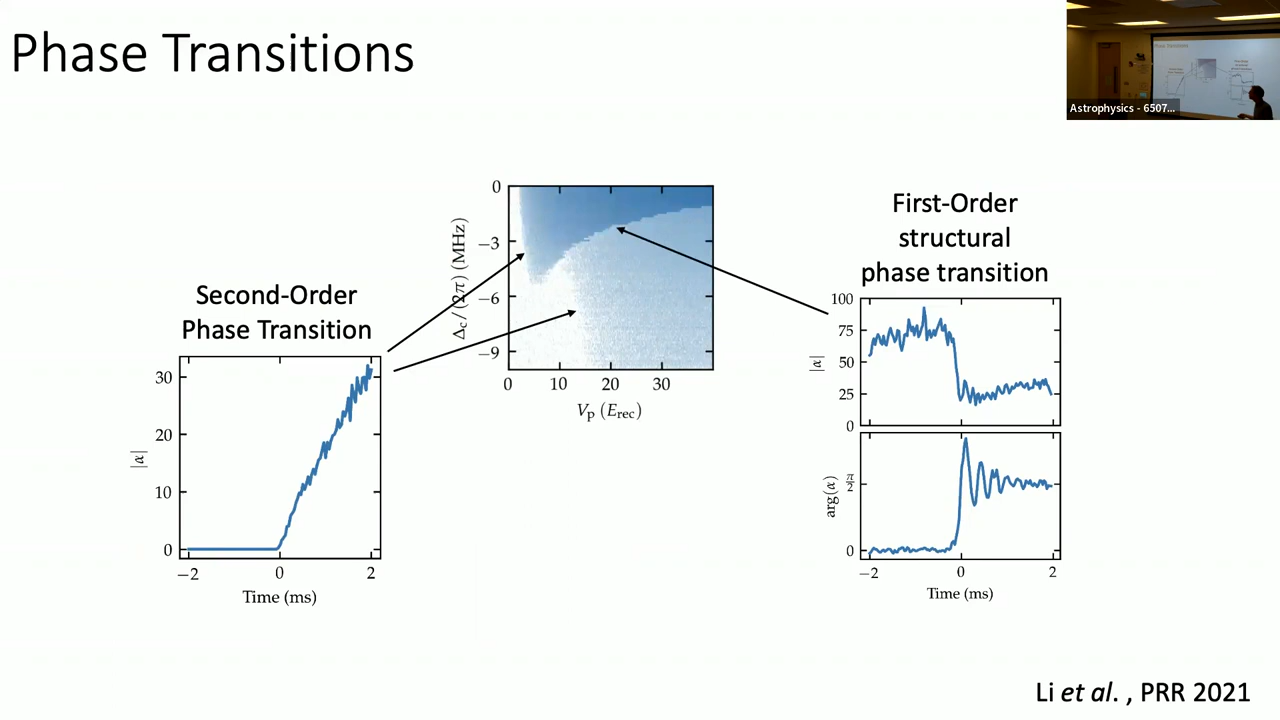 Phase Transitions
Astrophysics - 6507...
Second-Order
Phase Transition
|α|
30
20
10
0
−2
0
2
Time (ms)
Δc/(2π) (MHz)
0
−3
−6
−9
0
10
20
30
Vp (Erec)
First-Order
structural
phase transition
|α|
100
75
50
25
0
arg(α)
π/2
0
−2
0
2
Time (ms)
Li et al. , PRR 2021